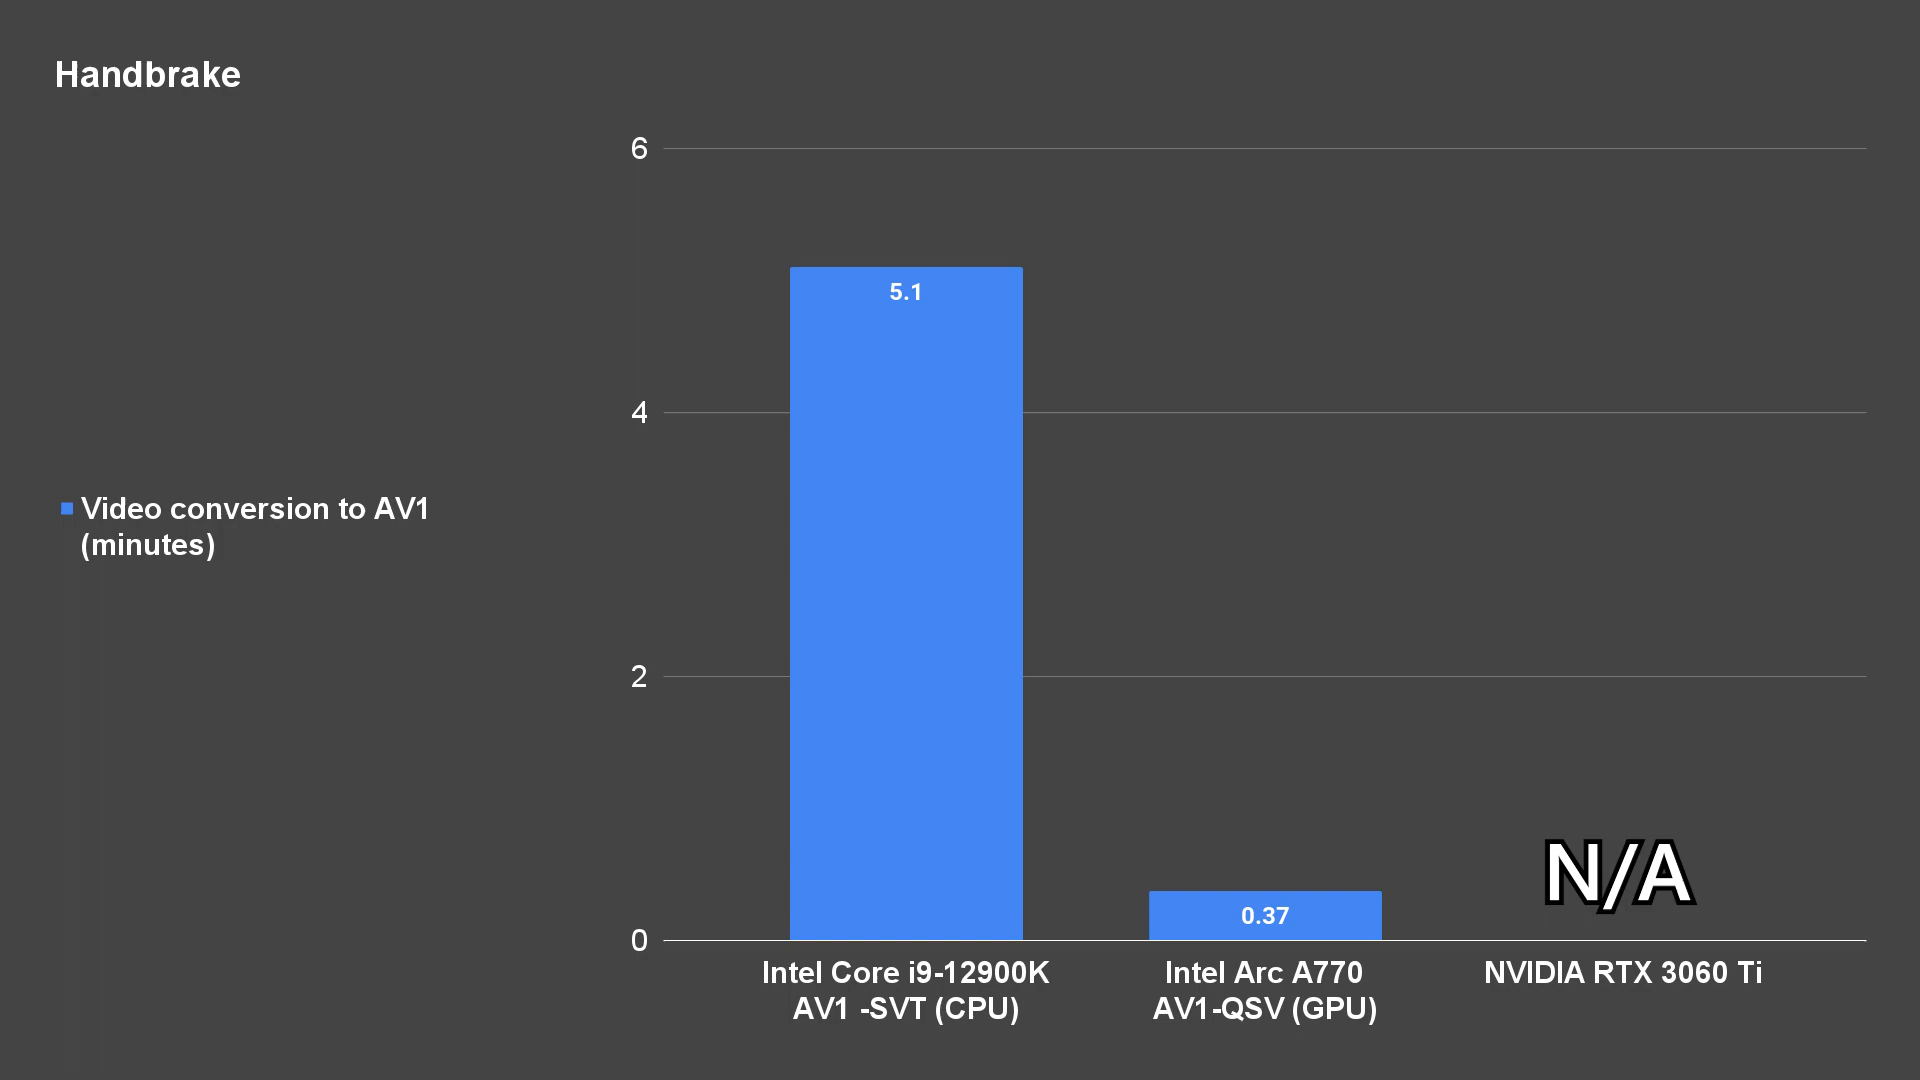 Handbrake
6
5.1
4
Video conversion to AV1
(minutes)
2
N/A
0.37
0
Intel Core i9-12900K
AV1 -SVT (CPU)
Intel Arc A770
AV1-QSV (GPU)
NVIDIA RTX 3060 Ti